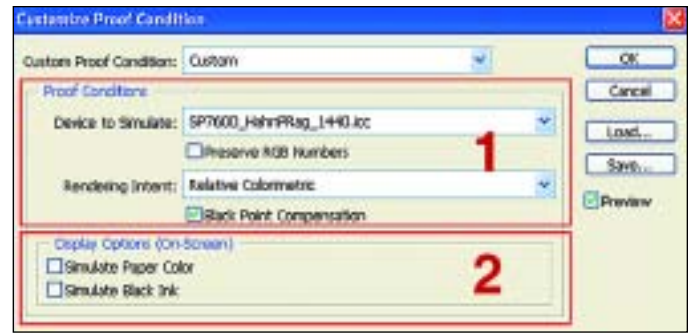 Customize Proof Condition
Custom Proof Condition: Custom
OK
Proof Conditions
Cancel
Device to Simulate: SP7600_HahnPRag_1440.icc
Load...
Preserve RGB Numbers
1
Save...
Rendering Intent: Relative Colormetric
Preview
Black Point Compensation
Display Options (On-Screen)
Simulate Paper Color
2
Simulate Black Ink